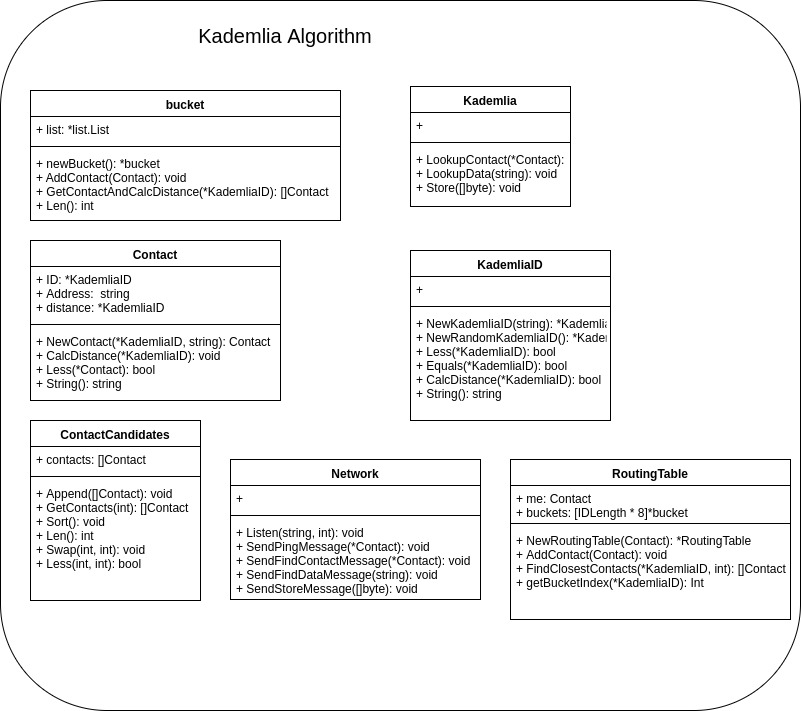 Kademlia Algorithm
bucket
+ list: *list.List
+ newBucket(): *bucket
+ AddContact(Contact): void
+ GetContactAndCalcDistance(*KademliaID): []Contact
+ Len(): int
Kademlia
+
+ LookupContact(*Contact):
+ LookupData(string): void
+ Store([]byte): void
Contact
+ ID: *KademliaID
+ Address:  string
+ distance: *KademliaID
+ NewContact(*KademliaID, string): Contact
+ CalcDistance(*KademliaID): void
+ Less(*Contact): bool
+ String(): string
KademliaID
+
+ NewKademliaID(string): *Kademlia
+ NewRandomKademliaID(): *Kader
+ Less(*KademliaID): bool
+ Equals(*KademliaID): bool
+ CalcDistance(*KademliaID): bool
+ String(): string
ContactCandidates
+ contacts: []Contact
+ Append([]Contact): void
+ GetContacts(int): []Contact
+ Sort(): void
+ Len(): int
+ Swap(int, int): void
+ Less(int, int): bool
Network
+
+ Listen(string, int): void
+ SendPingMessage(*Contact): void
+ SendFindContactMessage(*Contact): void
+ SendFindDataMessage(string): void
+ SendStoreMessage([]byte): void
RoutingTable
+ me: Contact
+ buckets: [IDLength * 8]*bucket
+ NewRoutingTable(Contact): *RoutingTable
+ AddContact(Contact): void
+ FindClosestContacts(*KademliaID, int): []Contact
+ getBucketIndex(*KademliaID): Int